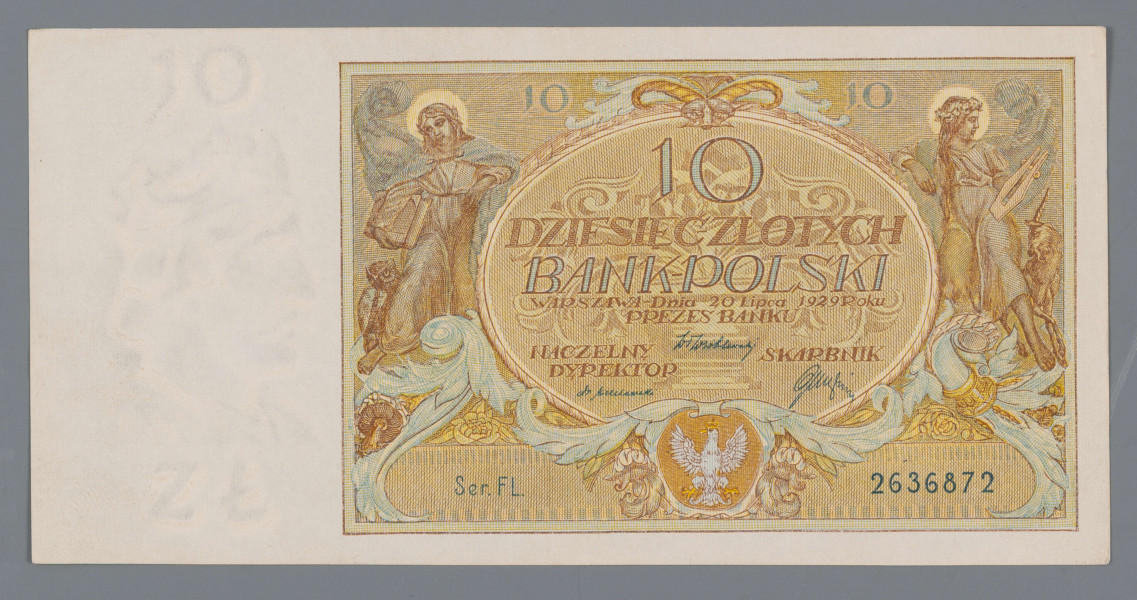 10
10
10
10
DZIESIĘĆ ZŁOTYCH
BANK POLSKI
WARSZAWA - Dnia 20 Lipca 1929 Roku
PREZES BANKU
NACZELNY
DYREKTOR
SKARBNIK
Ser. FL.
2636872